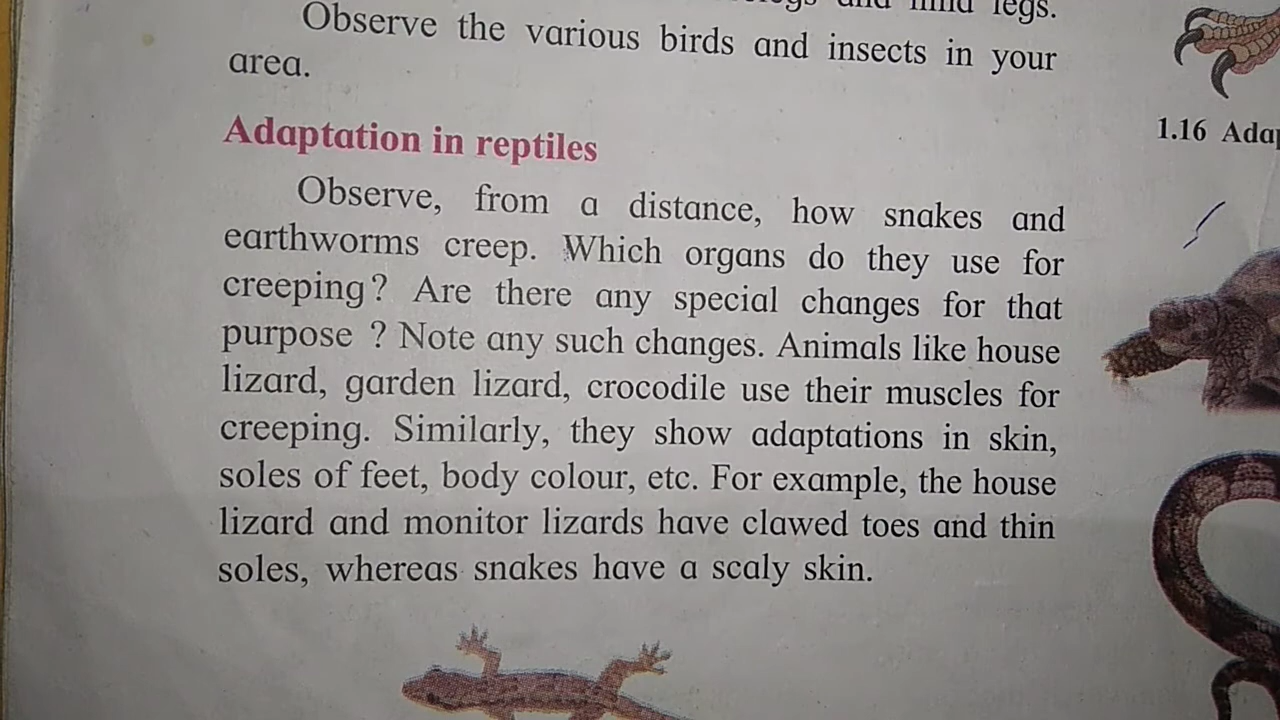 and hind legs.
Observe the various birds and insects in your
area.
Adaptation in reptiles
Observe, from a distance, how snakes and
earthworms creep. Which organs do they use for
creeping? Are there any special changes for that
purpose ? Note any such changes. Animals like house
lizard, garden lizard, crocodile use their muscles for
creeping. Similarly, they show adaptations in skin,
soles of feet, body colour, etc. For example, the house
lizard and monitor lizards have clawed toes and thin
soles, whereas snakes have a scaly skin.
1.16